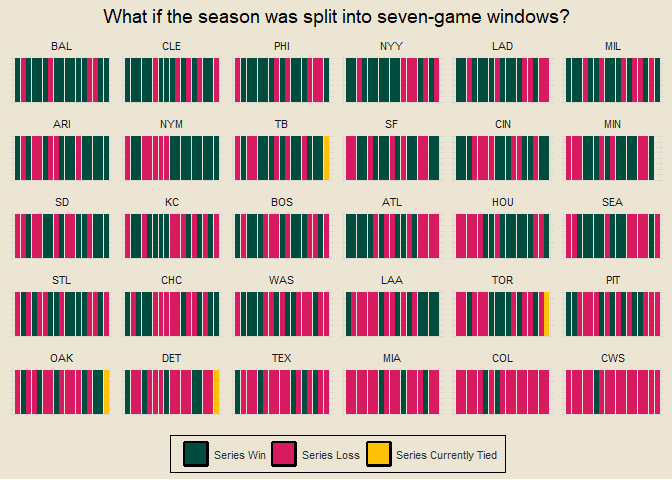 What if the season was split into seven-game windows?
BAL CLE PHI NYY LAD MIL
ARI NYM TB SF CIN MIN
SD KC BOS ATL HOU SEA
STL CHC WAS LAA TOR PIT
OAK DET TEX MIA COL CWS
Series Win Series Loss Series Currently Tied